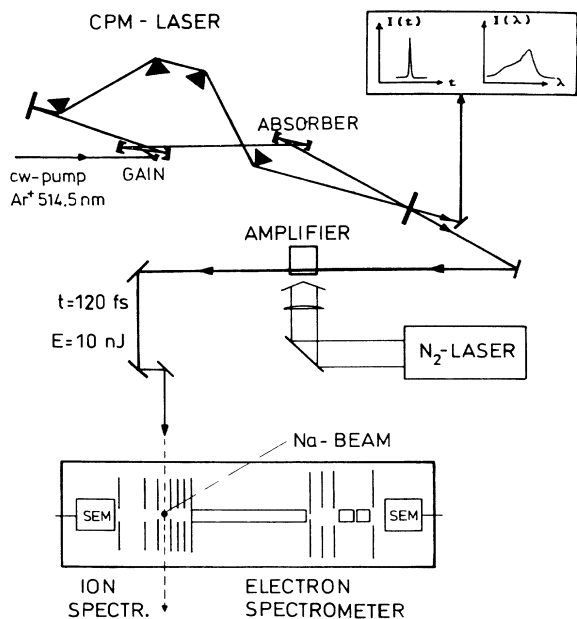 CPM - LASER
I(t)
I(λ)
t
λ
ABSORBER
GAIN
cw-pump
Ar⁺ 514.5 nm
AMPLIFIER
t=120 fs
E=10 nJ
N₂-LASER
Na- BEAM
SEM
SEM
ION
SPECTR.
ELECTRON
SPECTROMETER